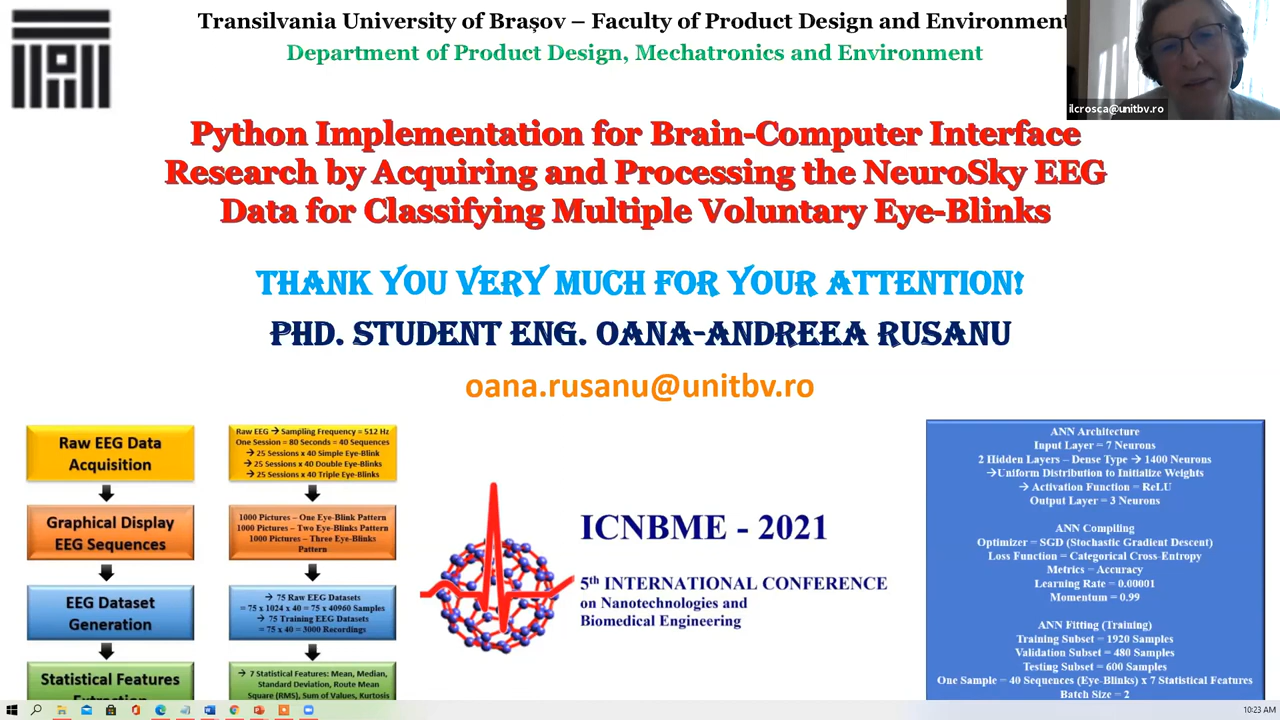 Transilvania University of Brașov – Faculty of Product Design and Environment
Department of Product Design, Mechatronics and Environment
ilcrosca@unitbv.ro
Python Implementation for Brain-Computer Interface
Research by Acquiring and Processing the NeuroSky EEG
Data for Classifying Multiple Voluntary Eye-Blinks
THANK YOU VERY MUCH FOR YOUR ATTENTION!
PHD. STUDENT ENG. OANA-ANDREEA RUSANU
oana.rusanu@unitbv.ro
Raw EEG Data
Acquisition
Graphical Display
EEG Sequences
EEG Dataset
Generation
Statistical Features
Extraction
Raw EEG → Sampling Frequency = 512 Hz
One Session = 80 Seconds = 40 Sequences
→ 25 Sessions x 40 Simple Eye-Blink
→ 25 Sessions x 40 Double Eye-Blinks
→ 25 Sessions x 40 Triple Eye-Blinks
1000 Pictures – One Eye-Blink Pattern
1000 Pictures – Two Eye-Blinks Pattern
1000 Pictures – Three Eye-Blinks
Pattern
→ 75 Raw EEG Datasets
= 75 x 1024 x 40 = 75 x 40960 Samples
→ 75 Training EEG Datasets
= 75 x 40 = 3000 Recordings
→ 7 Statistical Features: Mean, Median,
Standard Deviation, Route Mean
Square (RMS), Sum of Values, Kurtosis
ICNBME - 2021
5th INTERNATIONAL CONFERENCE
on Nanotechnologies and
Biomedical Engineering
ANN Architecture
Input Layer = 7 Neurons
2 Hidden Layers – Dense Type → 1400 Neurons
→Uniform Distribution to Initialize Weights
→ Activation Function = ReLU
Output Layer = 3 Neurons
ANN Compiling
Optimizer = SGD (Stochastic Gradient Descent)
Loss Function = Categorical Cross-Entropy
Metrics = Accuracy
Learning Rate = 0.00001
Momentum = 0.99
ANN Fitting (Training)
Training Subset = 1920 Samples
Validation Subset = 480 Samples
Testing Subset = 600 Samples
One Sample = 40 Sequences (Eye-Blinks) x 7 Statistical Features
Batch Size = 2
10:23 AM